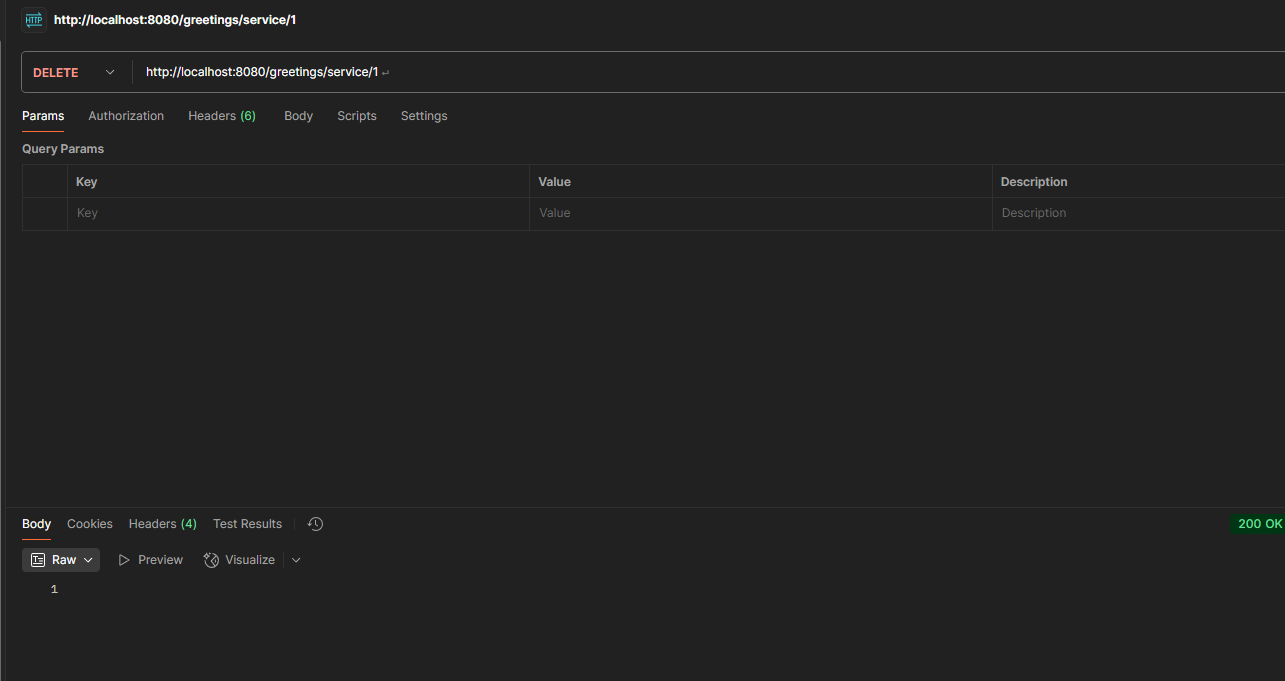 HTTP http://localhost:8080/greetings/service/1
DELETE http://localhost:8080/greetings/service/1 ↵
Params Authorization Headers (6) Body Scripts Settings
Query Params
Key Value Description
Key Value Description
Body Cookies Headers (4) Test Results 200 OK
Raw Preview Visualize
1